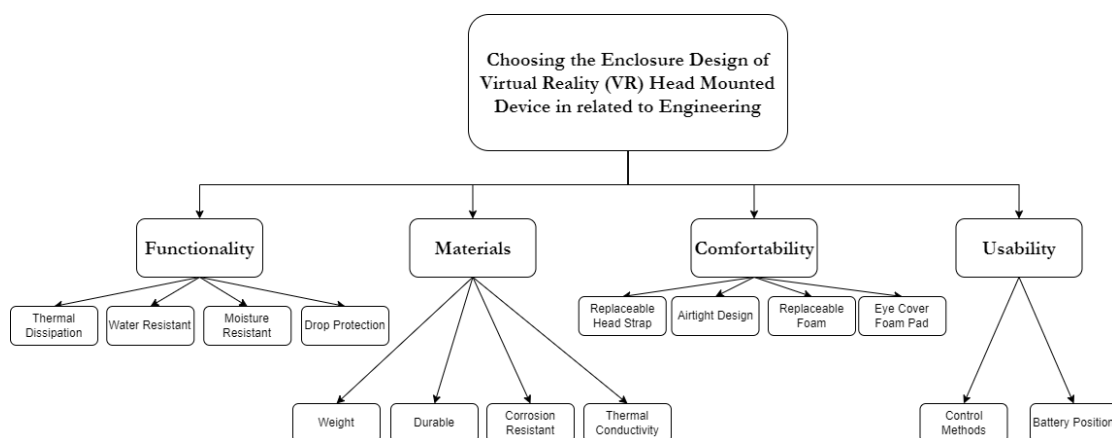 Choosing the Enclosure Design of
Virtual Reality (VR) Head Mounted
Device in related to Engineering
Functionality
Materials
Comfortability
Usability
Thermal
Dissipation
Water Resistant
Moisture
Resistant
Drop Protection
Replaceable
Head Strap
Airtight Design
Replaceable
Foam
Eye Cover
Foam Pad
Weight
Durable
Corrosion
Resistant
Thermal
Conductivity
Control
Methods
Battery Position